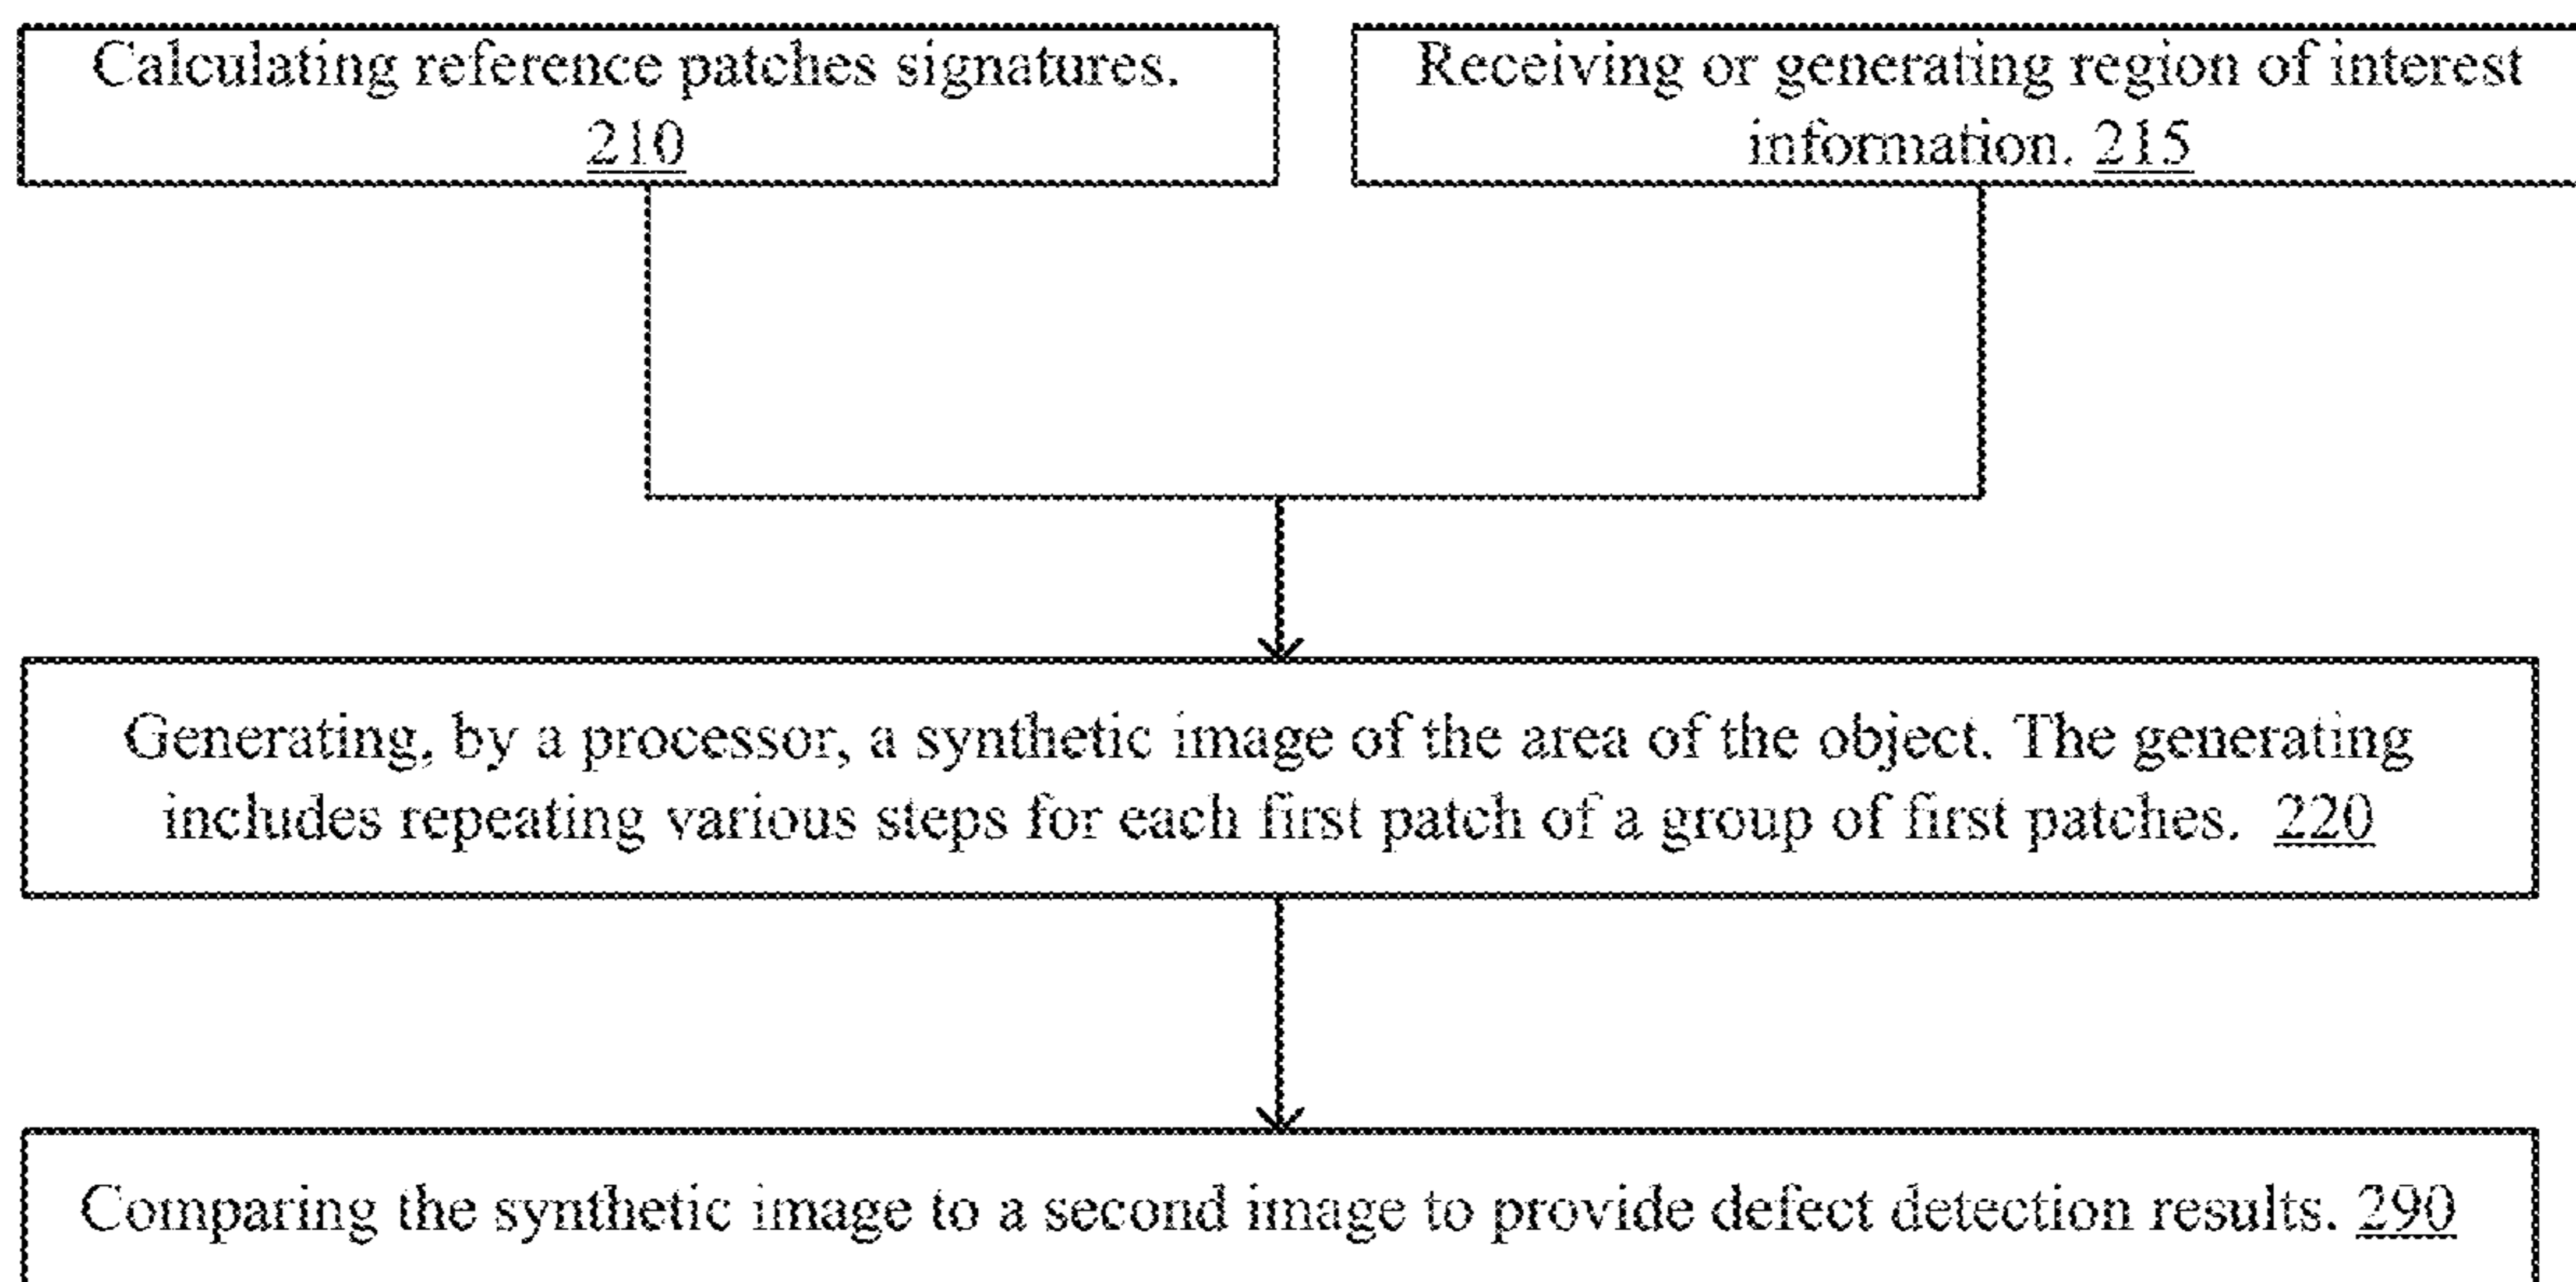 Calculating reference patches signatures.
210
Receiving or generating region of interest
information. 215
Generating, by a processor, a synthetic image of the area of the object. The generating
includes repeating various steps for each first patch of a group of first patches. 220
Comparing the synthetic image to a second image to provide defect detection results. 290